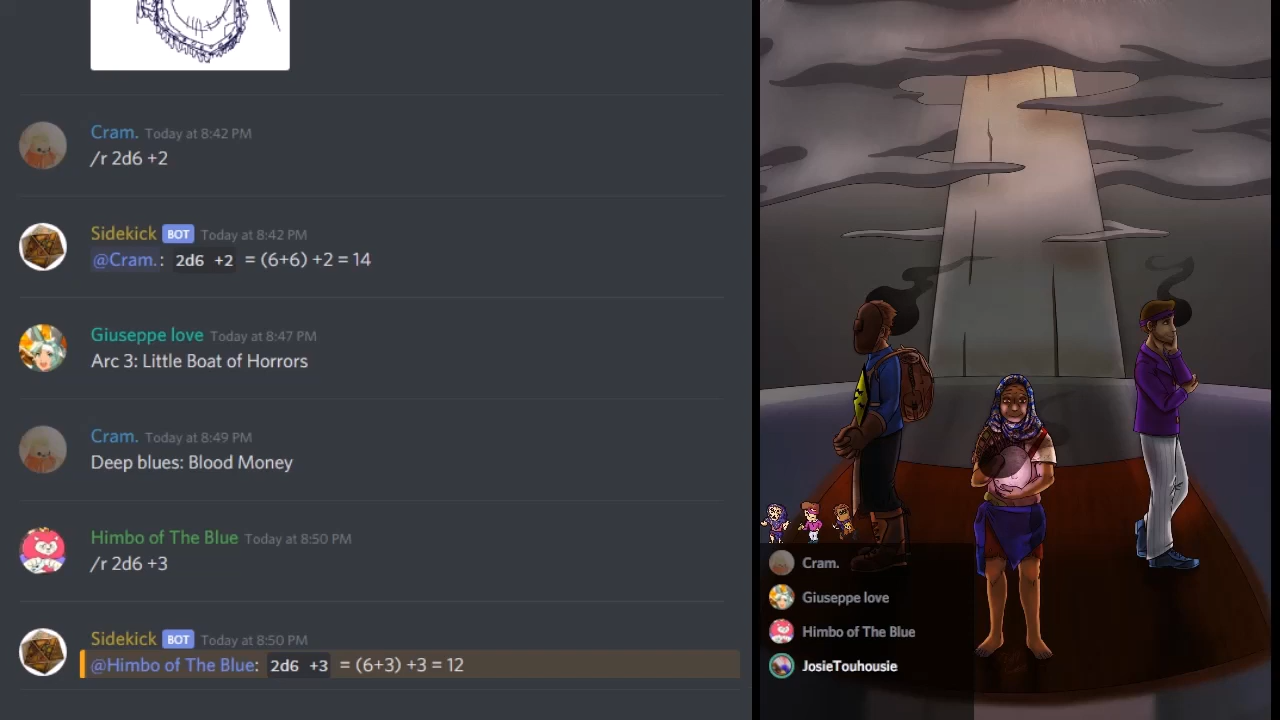 Cram. Today at 8:42 PM
/r 2d6 +2
Sidekick BOT Today at 8:42 PM
@Cram.: 2d6 +2 = (6+6) +2 = 14
Giuseppe love Today at 8:47 PM
Arc 3: Little Boat of Horrors
Cram. Today at 8:49 PM
Deep blues: Blood Money
Himbo of The Blue Today at 8:50 PM
/r 2d6 +3
Sidekick BOT Today at 8:50 PM
@Himbo of The Blue: 2d6 +3 = (6+3) +3 = 12
Cram.
Giuseppe love
Himbo of The Blue
JosieTouhousie